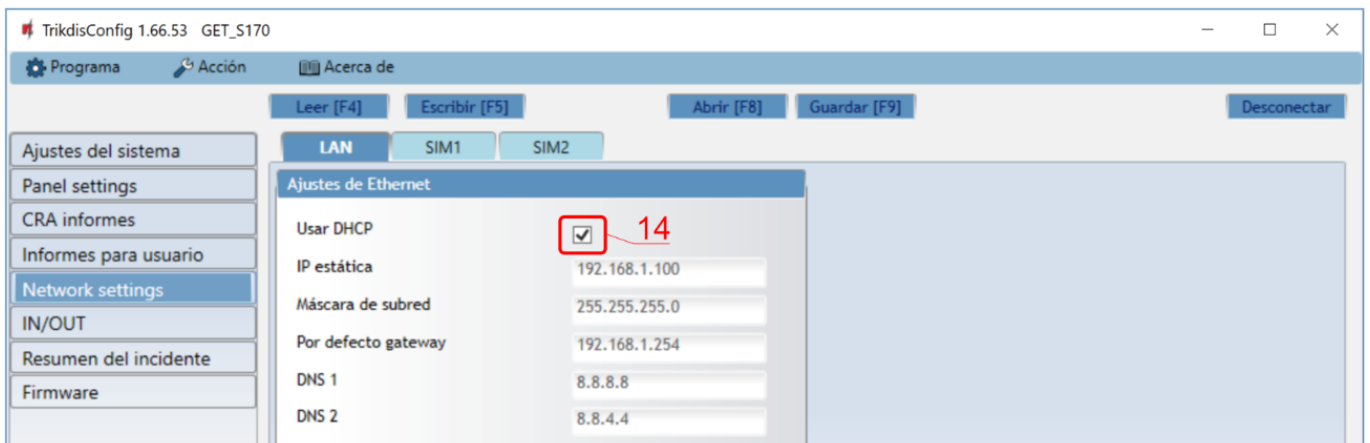 TrikdisConfig 1.66.53 GET_S170
Programa Acción Acerca de
Leer [F4] Escribir [F5] Abrir [F8] Guardar [F9] Desconectar
Ajustes del sistema
Panel settings
CRA informes
Informes para usuario
Network settings
IN/OUT
Resumen del incidente
Firmware
LAN SIM1 SIM2
Ajustes de Ethernet
Usar DHCP 14
IP estática 192.168.1.100
Máscara de subred 255.255.255.0
Por defecto gateway 192.168.1.254
DNS 1 8.8.8.8
DNS 2 8.8.4.4